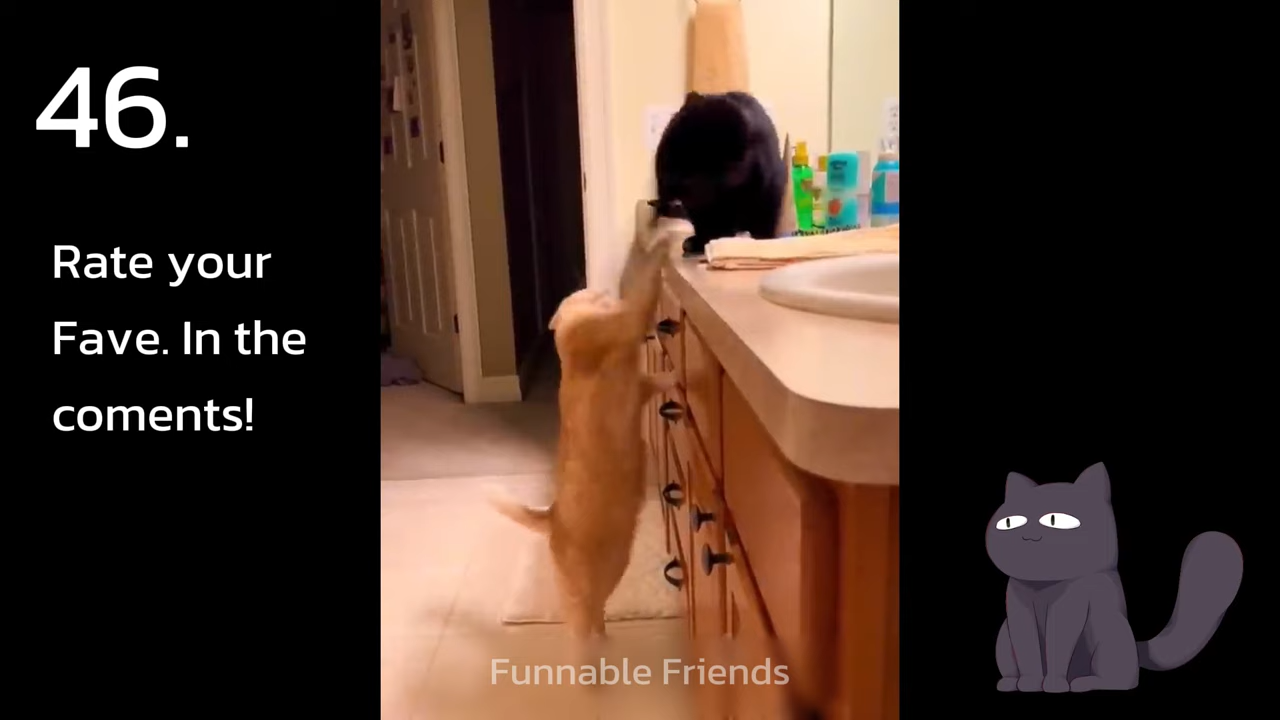 46.
Rate your
Fave. In the
coments!
Funnable Friends